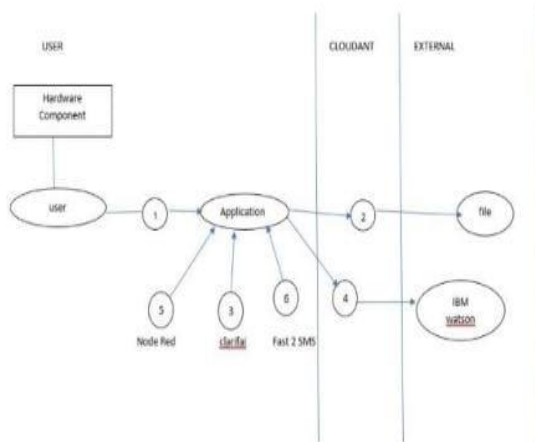 USER
CLOUDANT
EXTERNAL
Hardware
Component
user
1
Application
2
file
5
3
6
4
IBM
watson
Node Red
clarifai
Fast 2 SMS